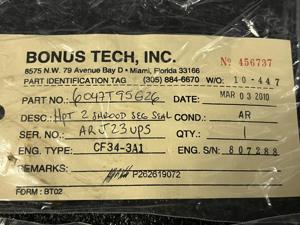 BONUS TECH, INC.
8575 N.W. 79 Avenue Bay D • Miami, Florida 33166
Nº 456737
PART IDENTIFICATION TAG (305) 884-6670 W/O: 10-447
PART NO.: 6047T95G26 DATE: MAR 03 2010
DESC: HPT 2 SHROUD SEG SEAL COND: AR
SER. NO. ARJ23UPS QTY.: 1
ENG. TYPE: CF34-3A1 ENG. S/N: 807288
REMARKS: P262619072
FORM: BT02